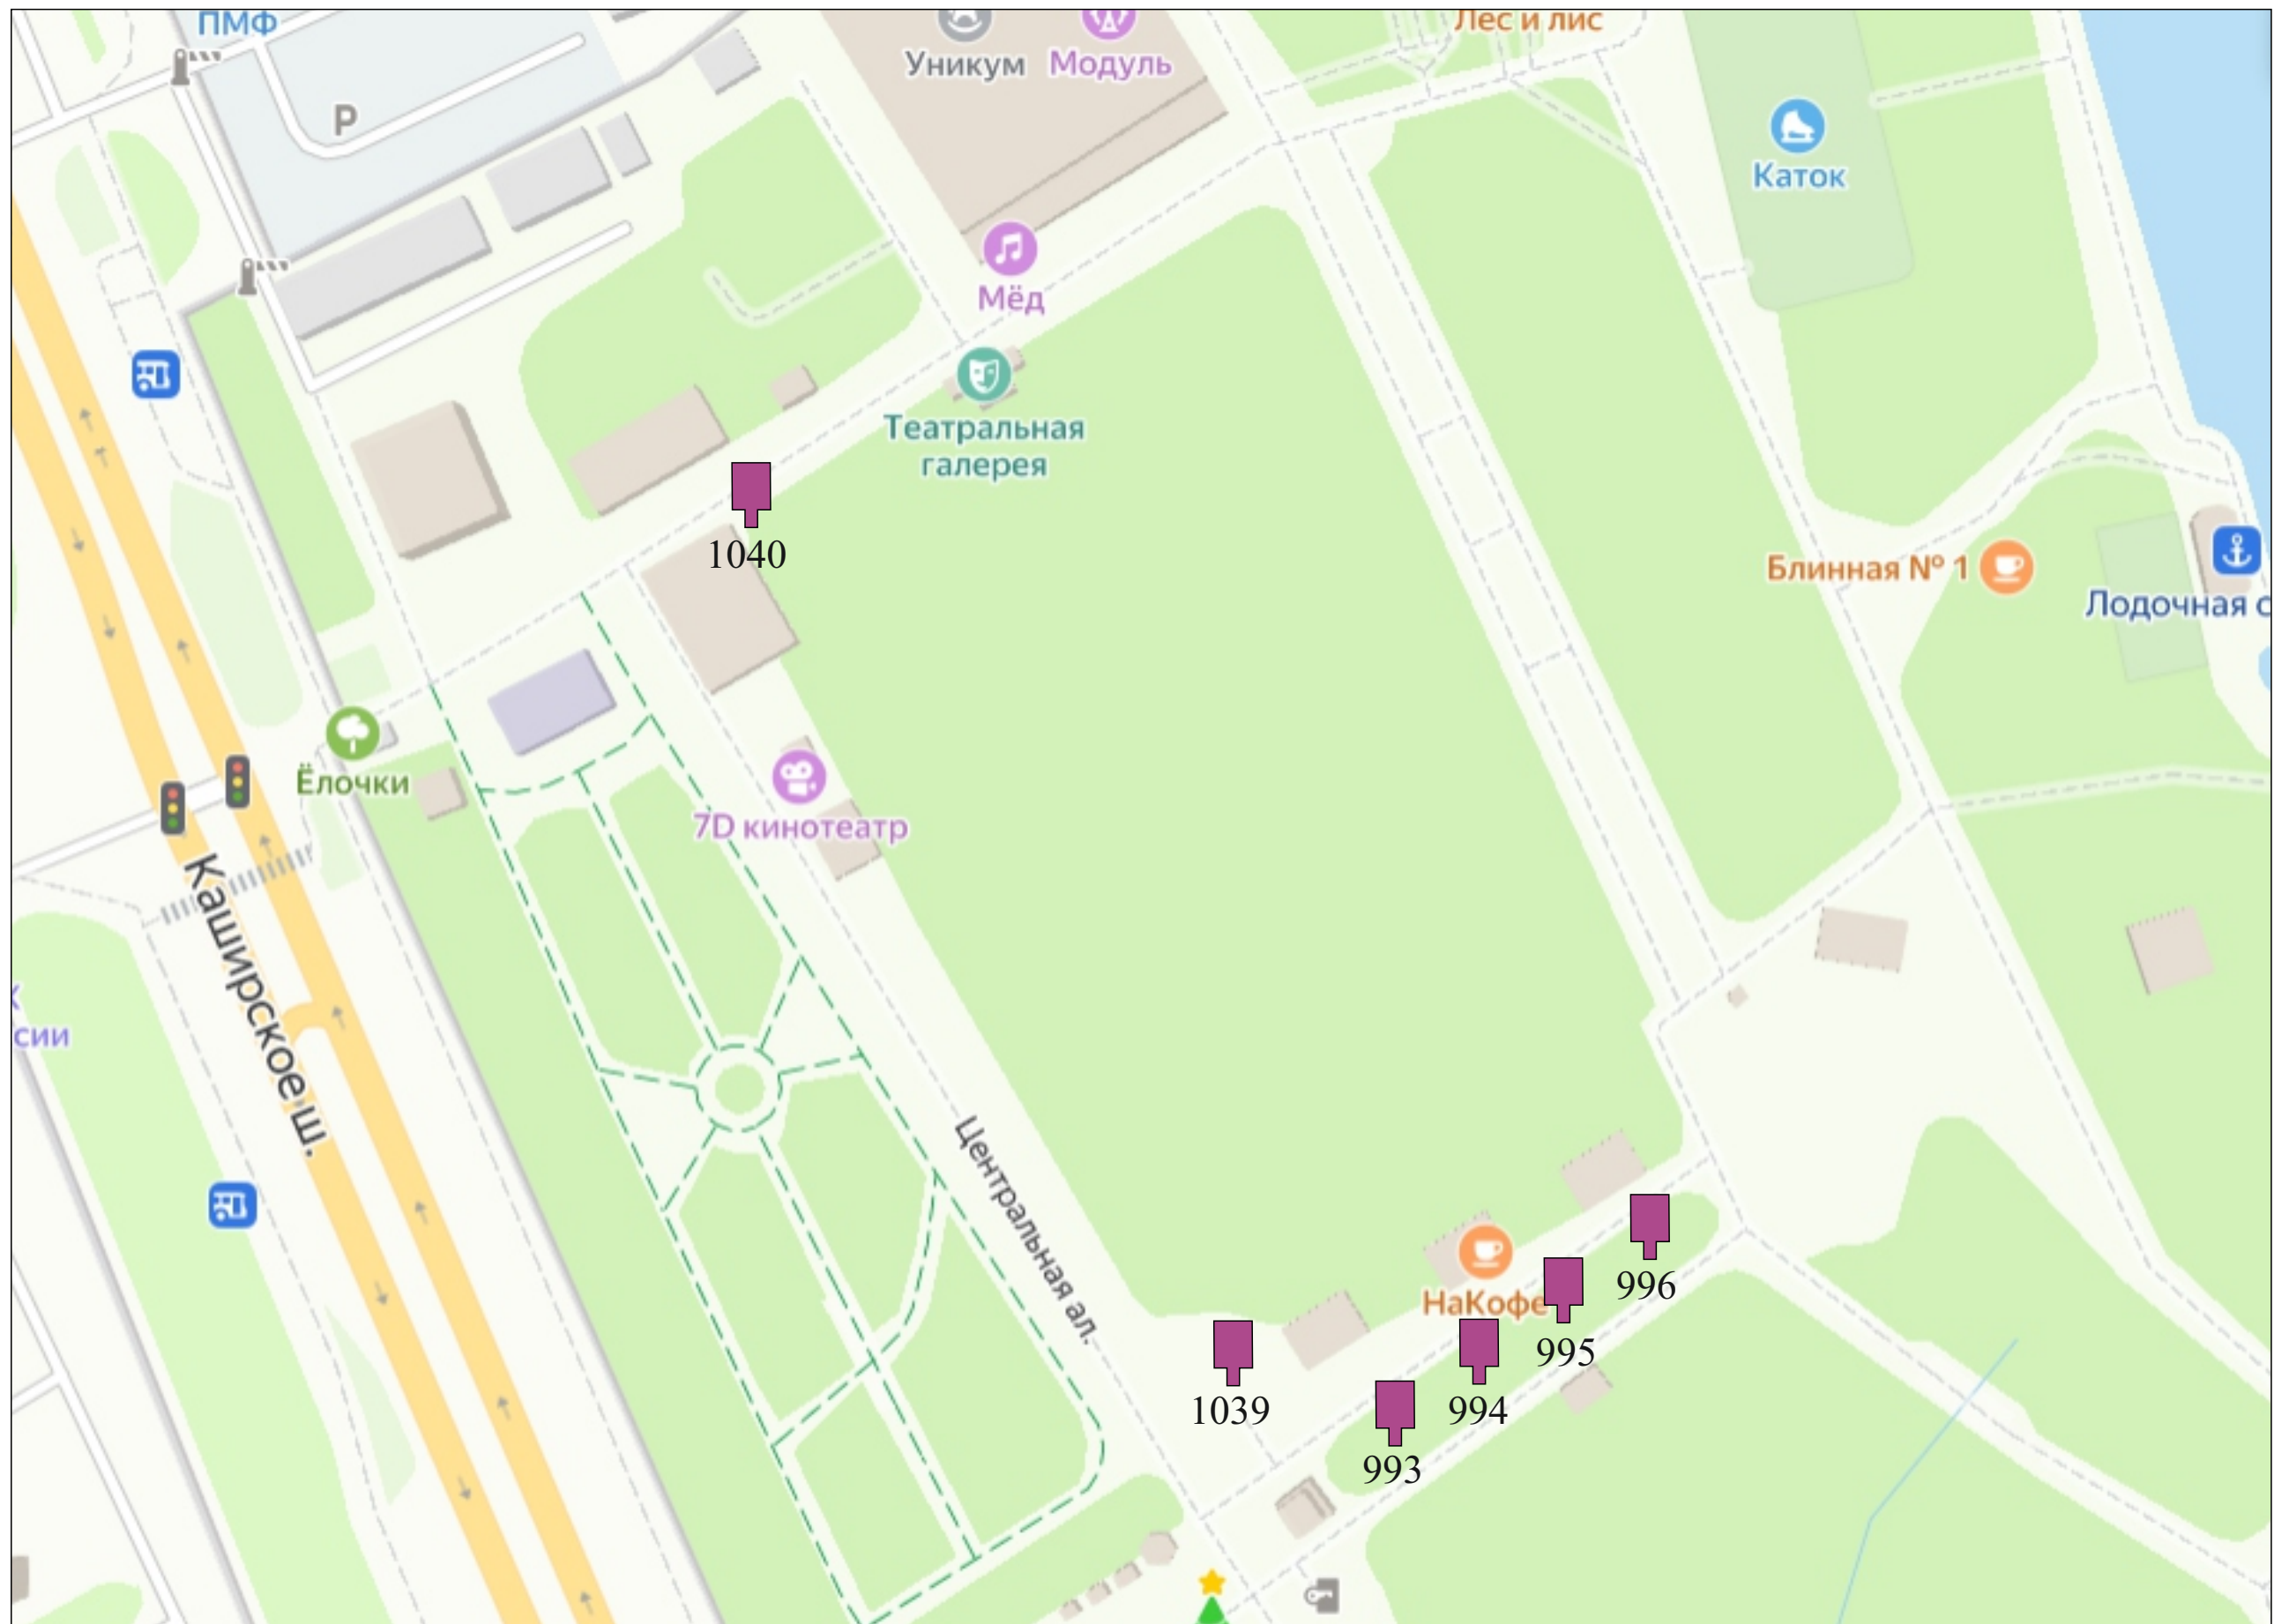 ПМФ
Лес и лис
Уникум
Модуль
P
Каток
Мёд
Театральная
галерея
1040
Блинная № 1
Лодочная с
Ёлочки
7D кинотеатр
Каширское ш.
сии
Центральная ал.
996
НаКофе
995
1039
994
993